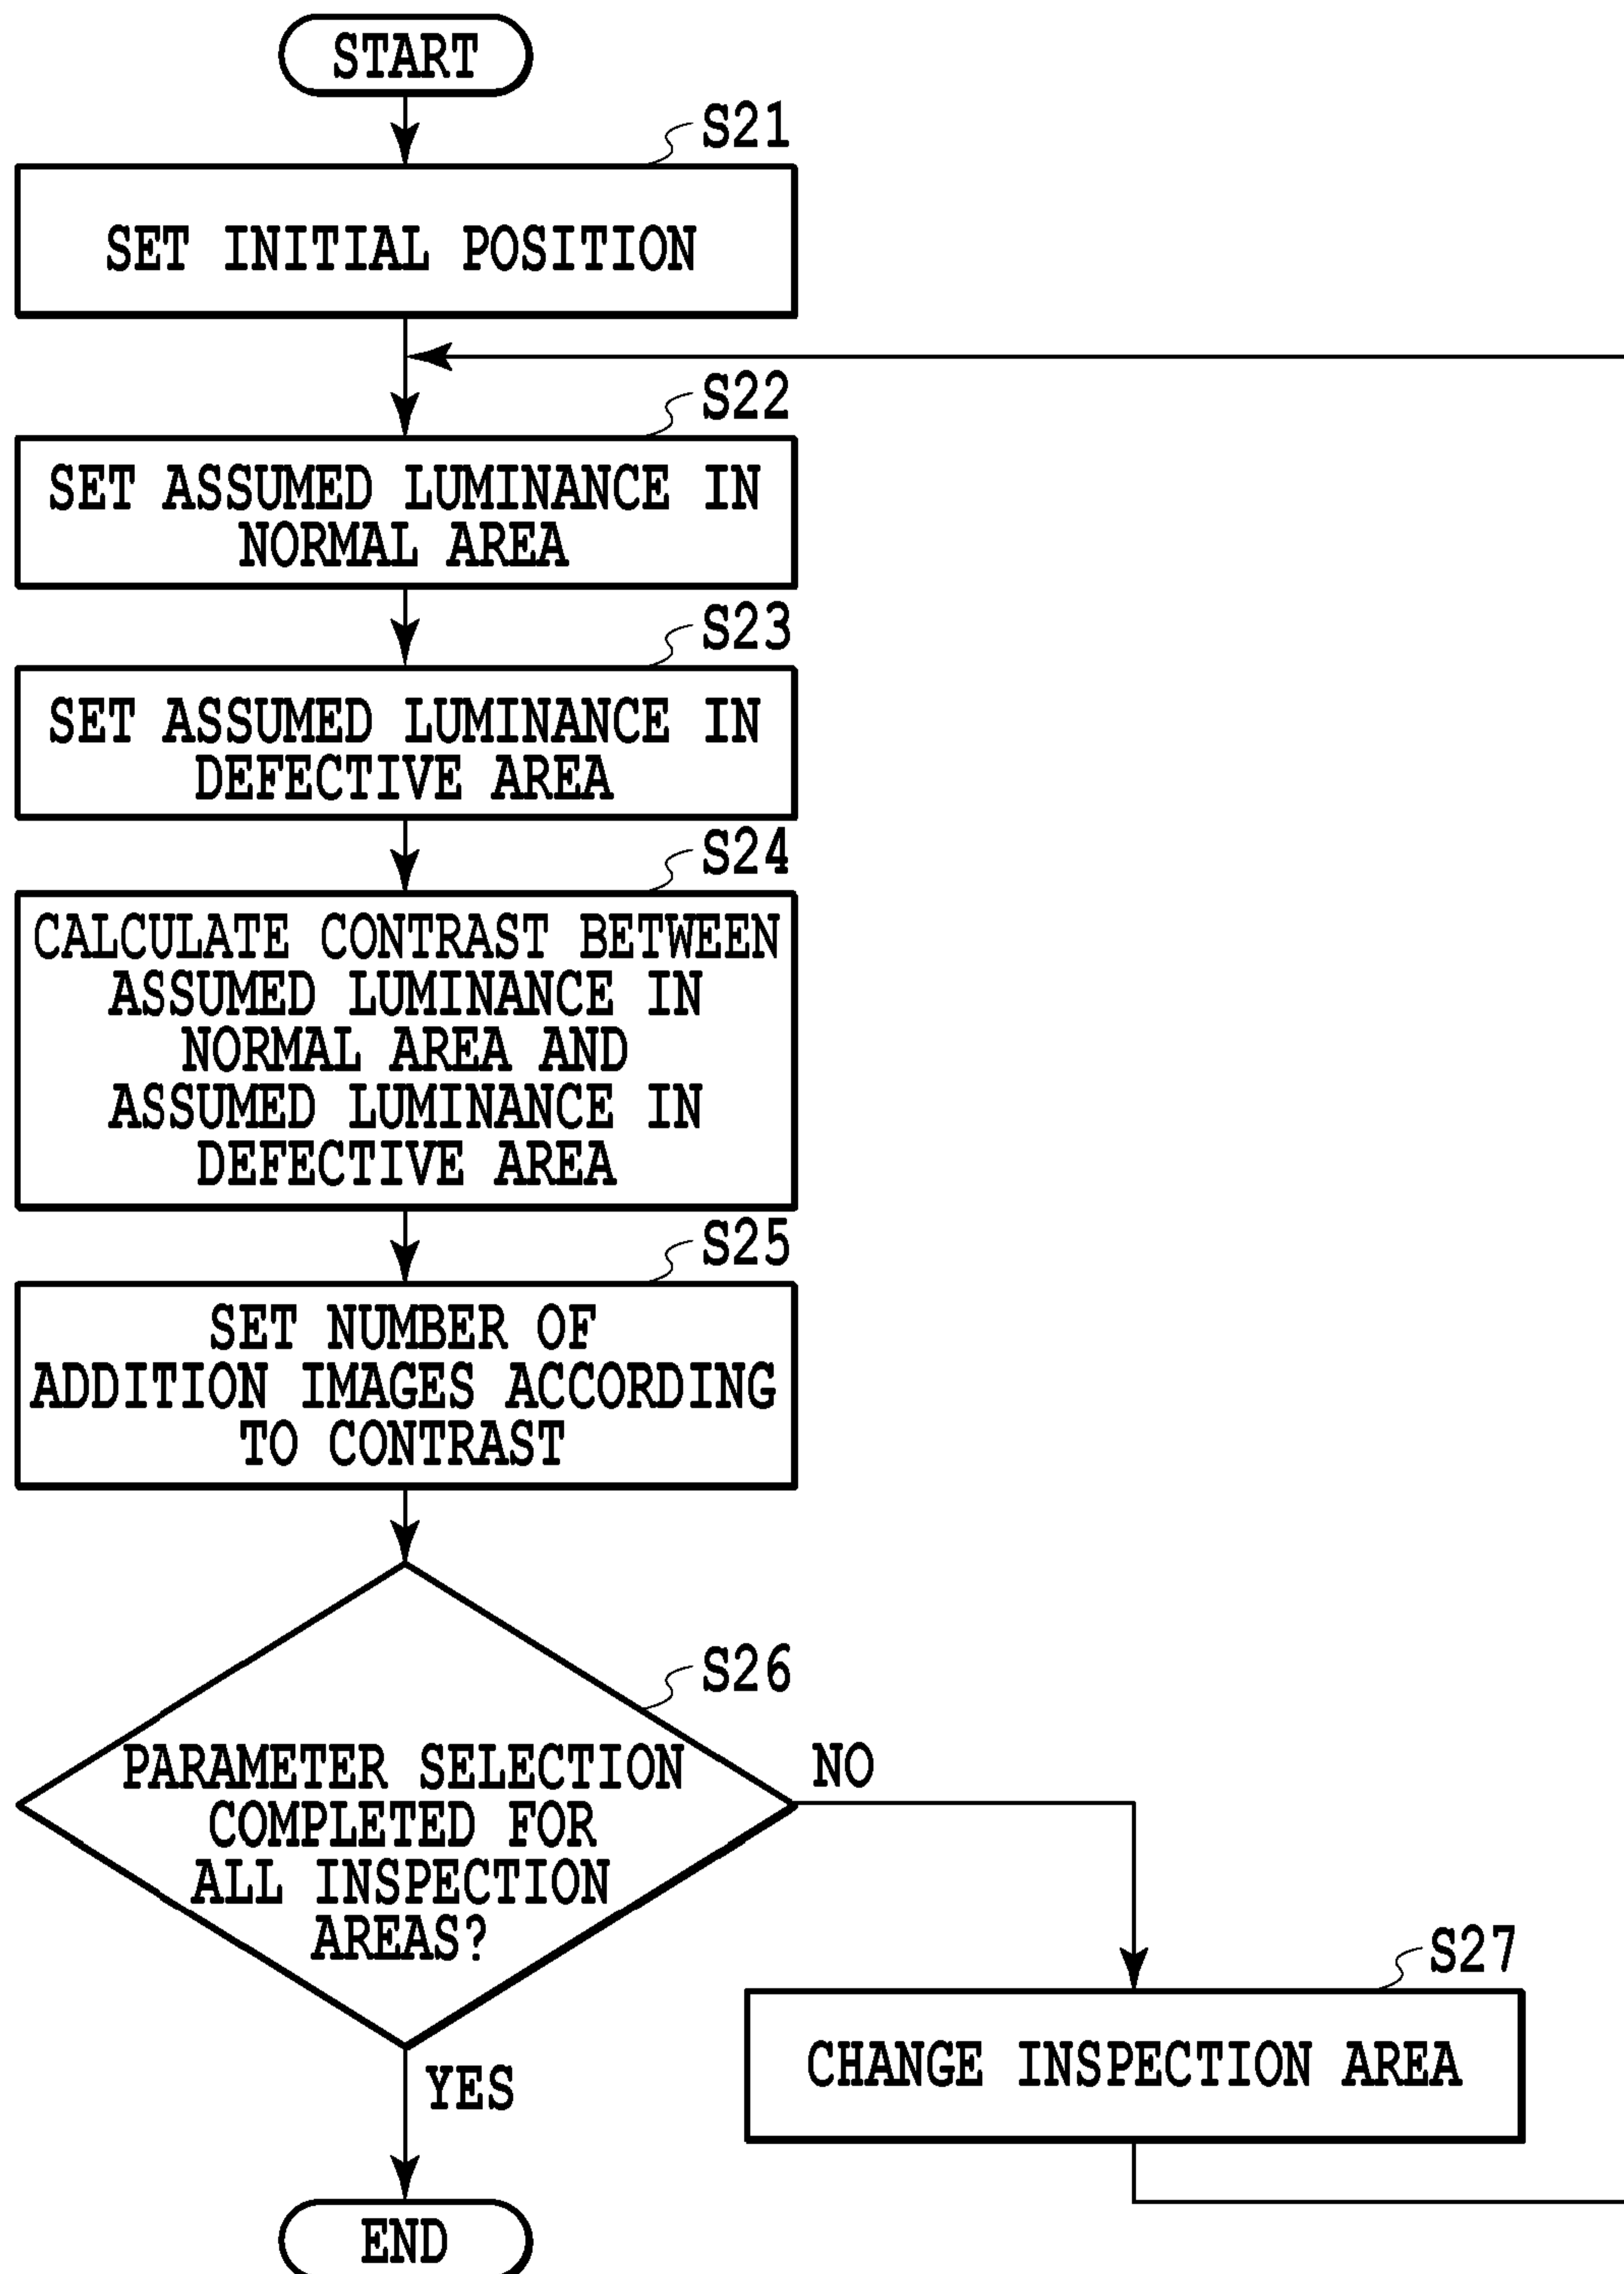 START
S21
SET INITIAL POSITION
S22
SET ASSUMED LUMINANCE IN
NORMAL AREA
S23
SET ASSUMED LUMINANCE IN
DEFECTIVE AREA
S24
CALCULATE CONTRAST BETWEEN
ASSUMED LUMINANCE IN
NORMAL AREA AND
ASSUMED LUMINANCE IN
DEFECTIVE AREA
S25
SET NUMBER OF
ADDITION IMAGES ACCORDING
TO CONTRAST
S26
PARAMETER SELECTION
COMPLETED FOR
ALL INSPECTION
AREAS?
NO
S27
CHANGE INSPECTION AREA
YES
END